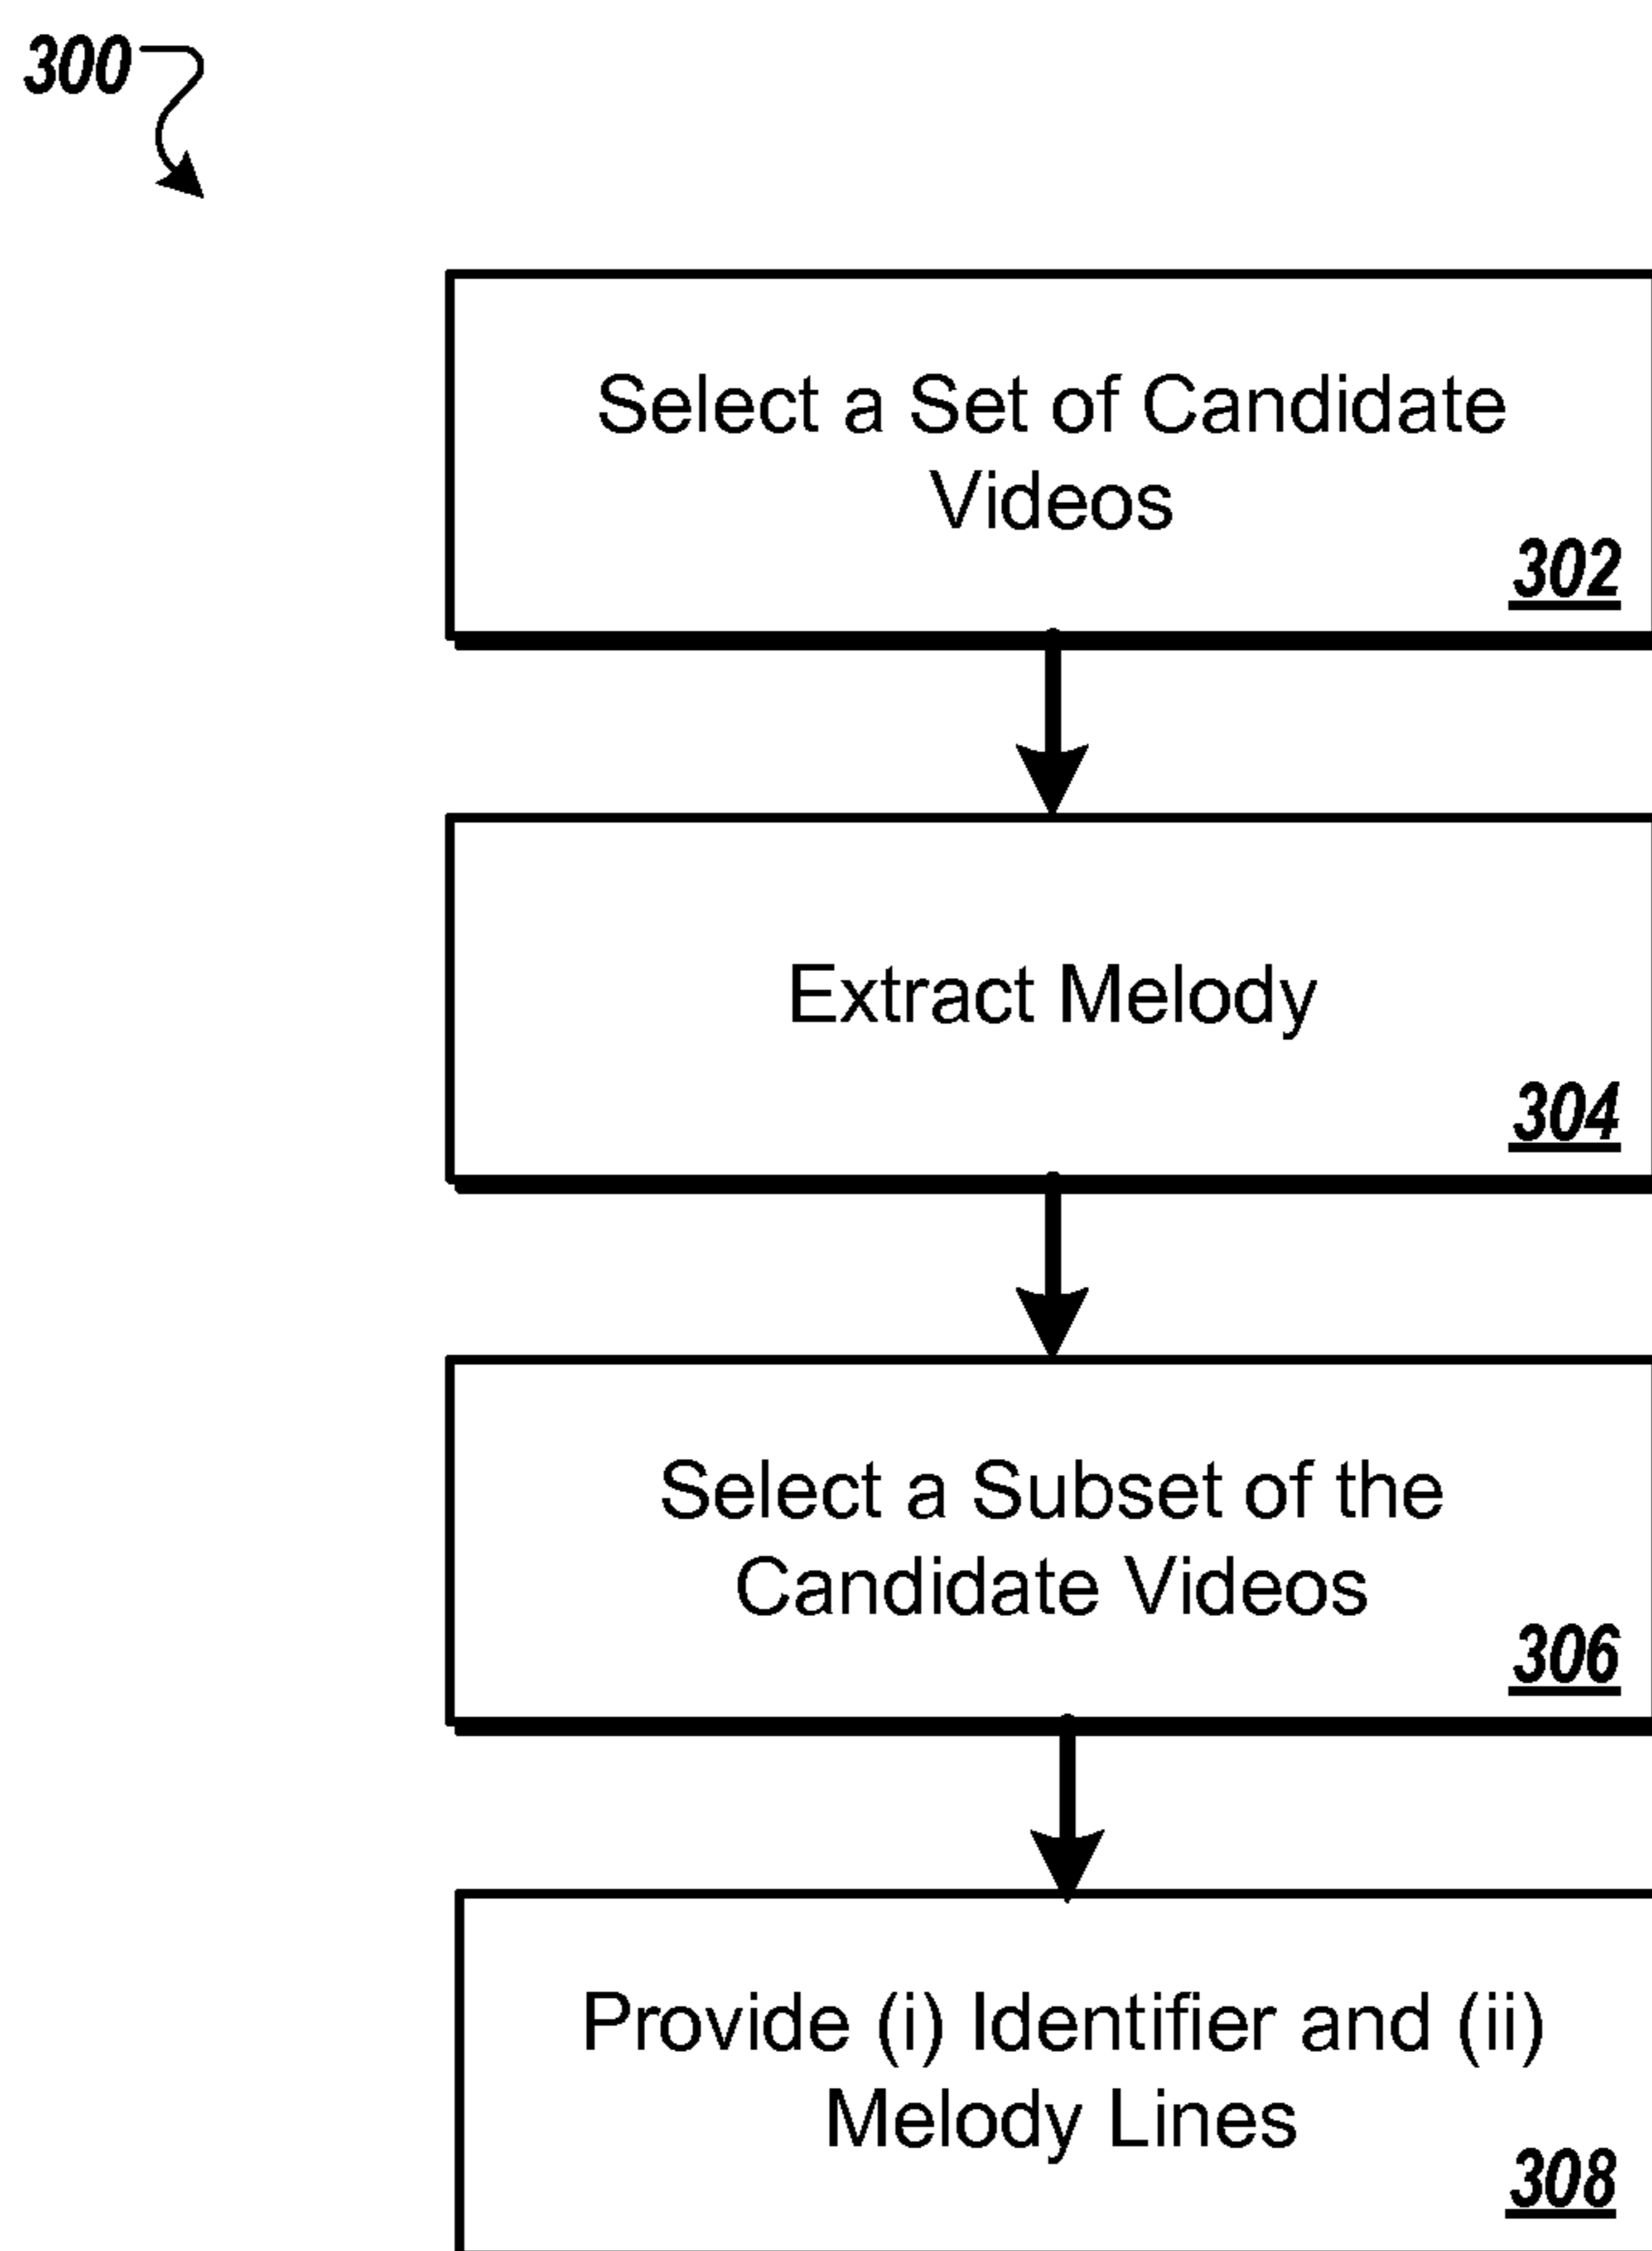 300
Select a Set of Candidate
Videos
302
Extract Melody
304
Select a Subset of the
Candidate Videos
306
Provide (i) Identifier and (ii)
Melody Lines
308